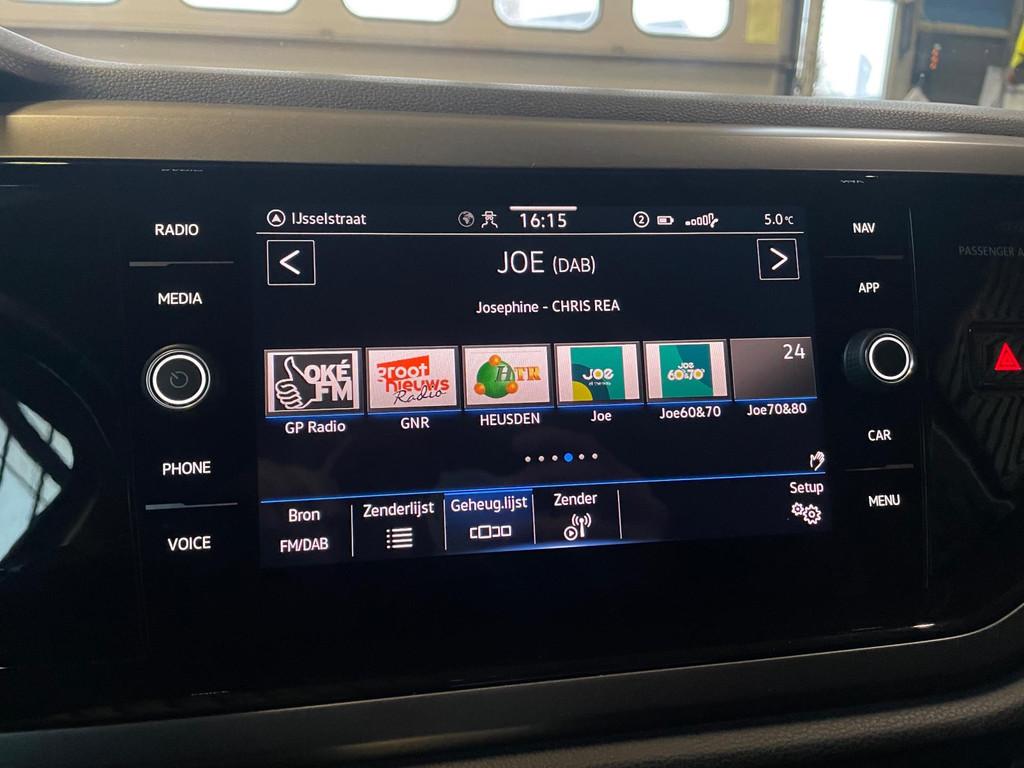 RADIO
MEDIA
PHONE
VOICE
IJsselstraat
16:15
2
5.0°C
<
JOE (DAB)
>
Josephine - CHRIS REA
OKÉ
FM
GP Radio
groot
nieuws
Radio
GNR
HTR
HEUSDEN
JOE
Joe
JOE
60&70
Joe60&70
24
Joe70&80
Bron
FM/DAB
Zenderlijst
Geheug.lijst
Zender
Setup
NAV
APP
CAR
MENU
PASSENGER A